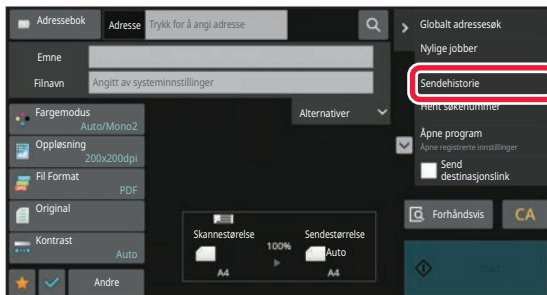 Adressebok
Adresse
Trykk for å angi adresse
Emne
Filnavn
Angitt av systeminnstillinger
Alternativer
Fargemodus
Auto/Mono2
Oppløsning
200x200dpi
Fil Format
PDF
Original
Kontrast
Auto
Andre
Skannestørelse
A4
100%
Sendestørrelse
Auto
A4
Globalt adressesøk
Nylige jobber
Sendehistorie
Hent søkenummer
Åpne program
Åpne registrerte innstillinger
Send
destinasjonslink
Forhåndsvis
CA
Start